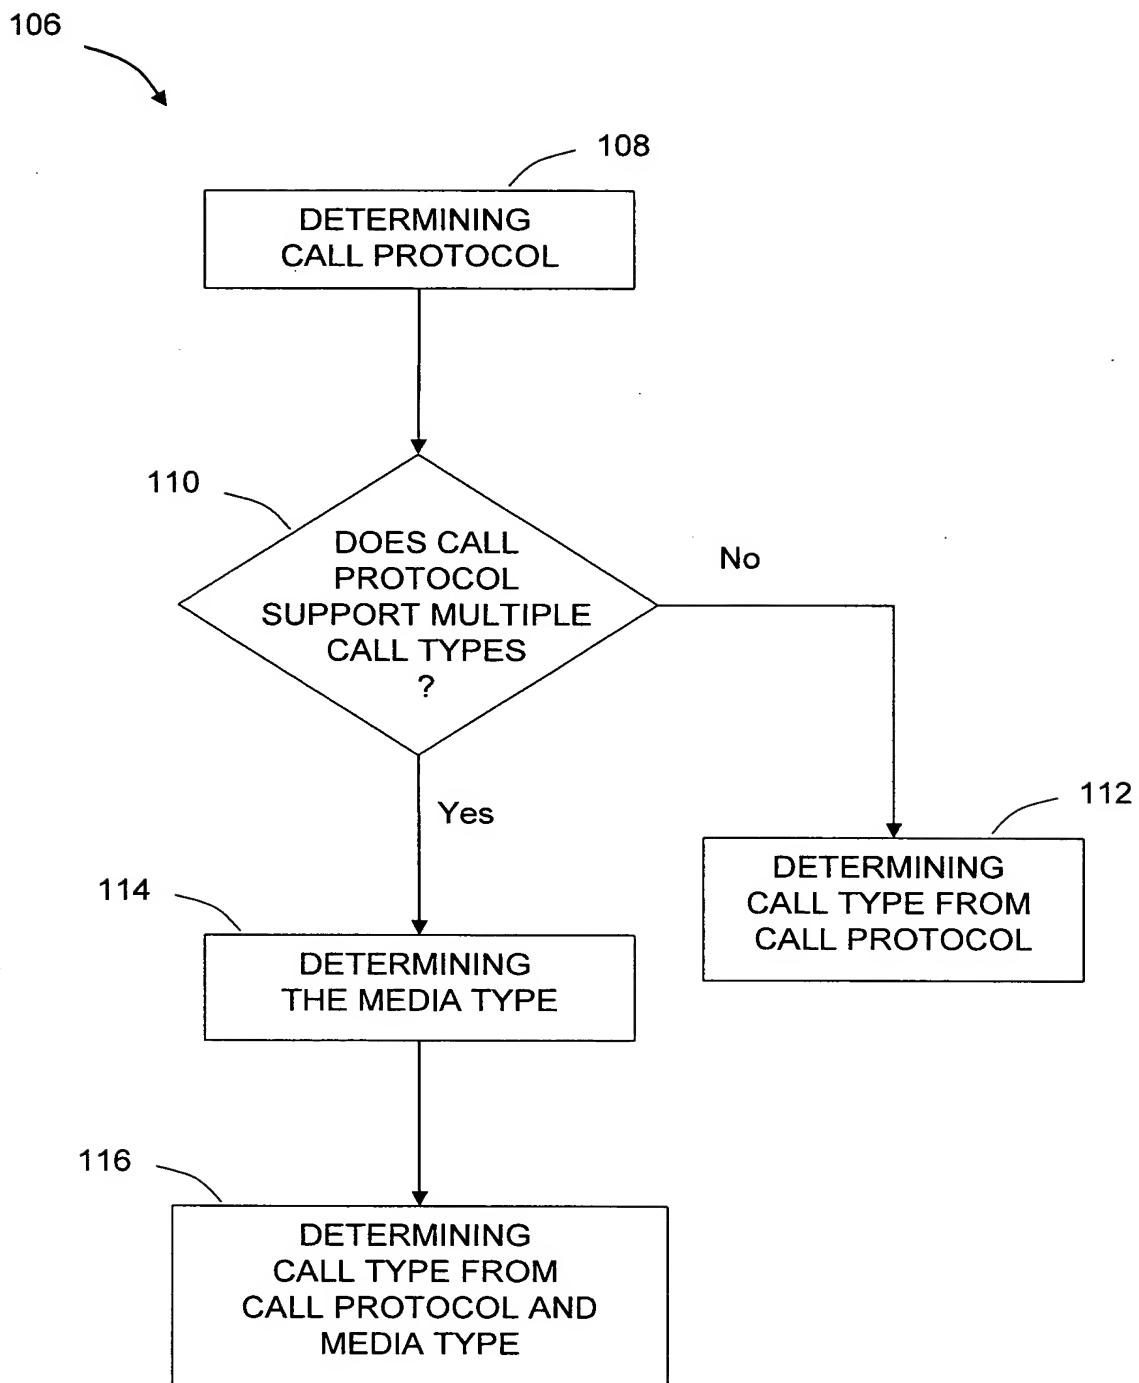 106
108
DETERMINING
CALL PROTOCOL
110
DOES CALL
PROTOCOL
SUPPORT MULTIPLE
CALL TYPES
?
No
Yes
112
DETERMINING
CALL TYPE FROM
CALL PROTOCOL
114
DETERMINING
THE MEDIA TYPE
116
DETERMINING
CALL TYPE FROM
CALL PROTOCOL AND
MEDIA TYPE